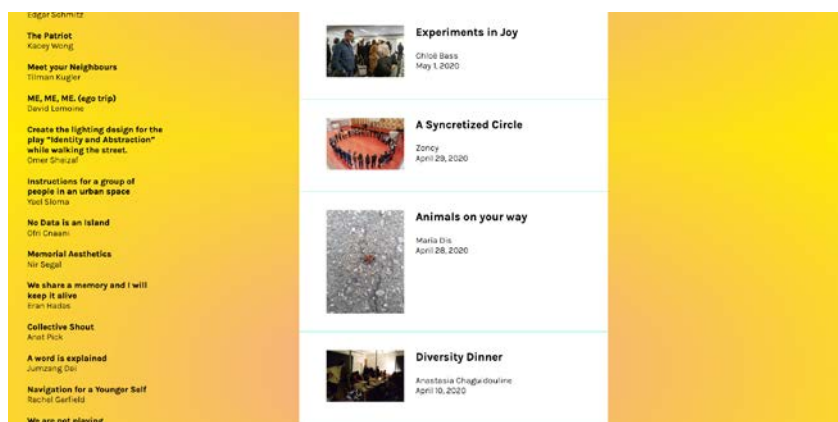 Edgar Schmitz
The Patriot
Kacey Wong
Meet your Neighbours
Tilman Kugler
ME, ME, ME. (ego trip)
David Lemoine
Create the lighting design for the
play “Identity and Abstraction”
while walking the street.
Omer Sheizaf
Instructions for a group of
people in an urban space
Yael Sloma
No Data is an Island
Ofri Cnaani
Memorial Aesthetics
Nir Segal
We share a memory and I will
keep it alive
Eran Hadas
Collective Shout
Anat Pick
A word is explained
Jumzang Dai
Navigation for a Younger Self
Rachel Garfield
We are not playing
Experiments in Joy
Chloë Bass
May 1, 2020
A Syncretized Circle
Zoncy
April 29, 2020
Animals on your way
Maria Dis
April 28, 2020
Diversity Dinner
Anastasia Chaguidouline
April 10, 2020